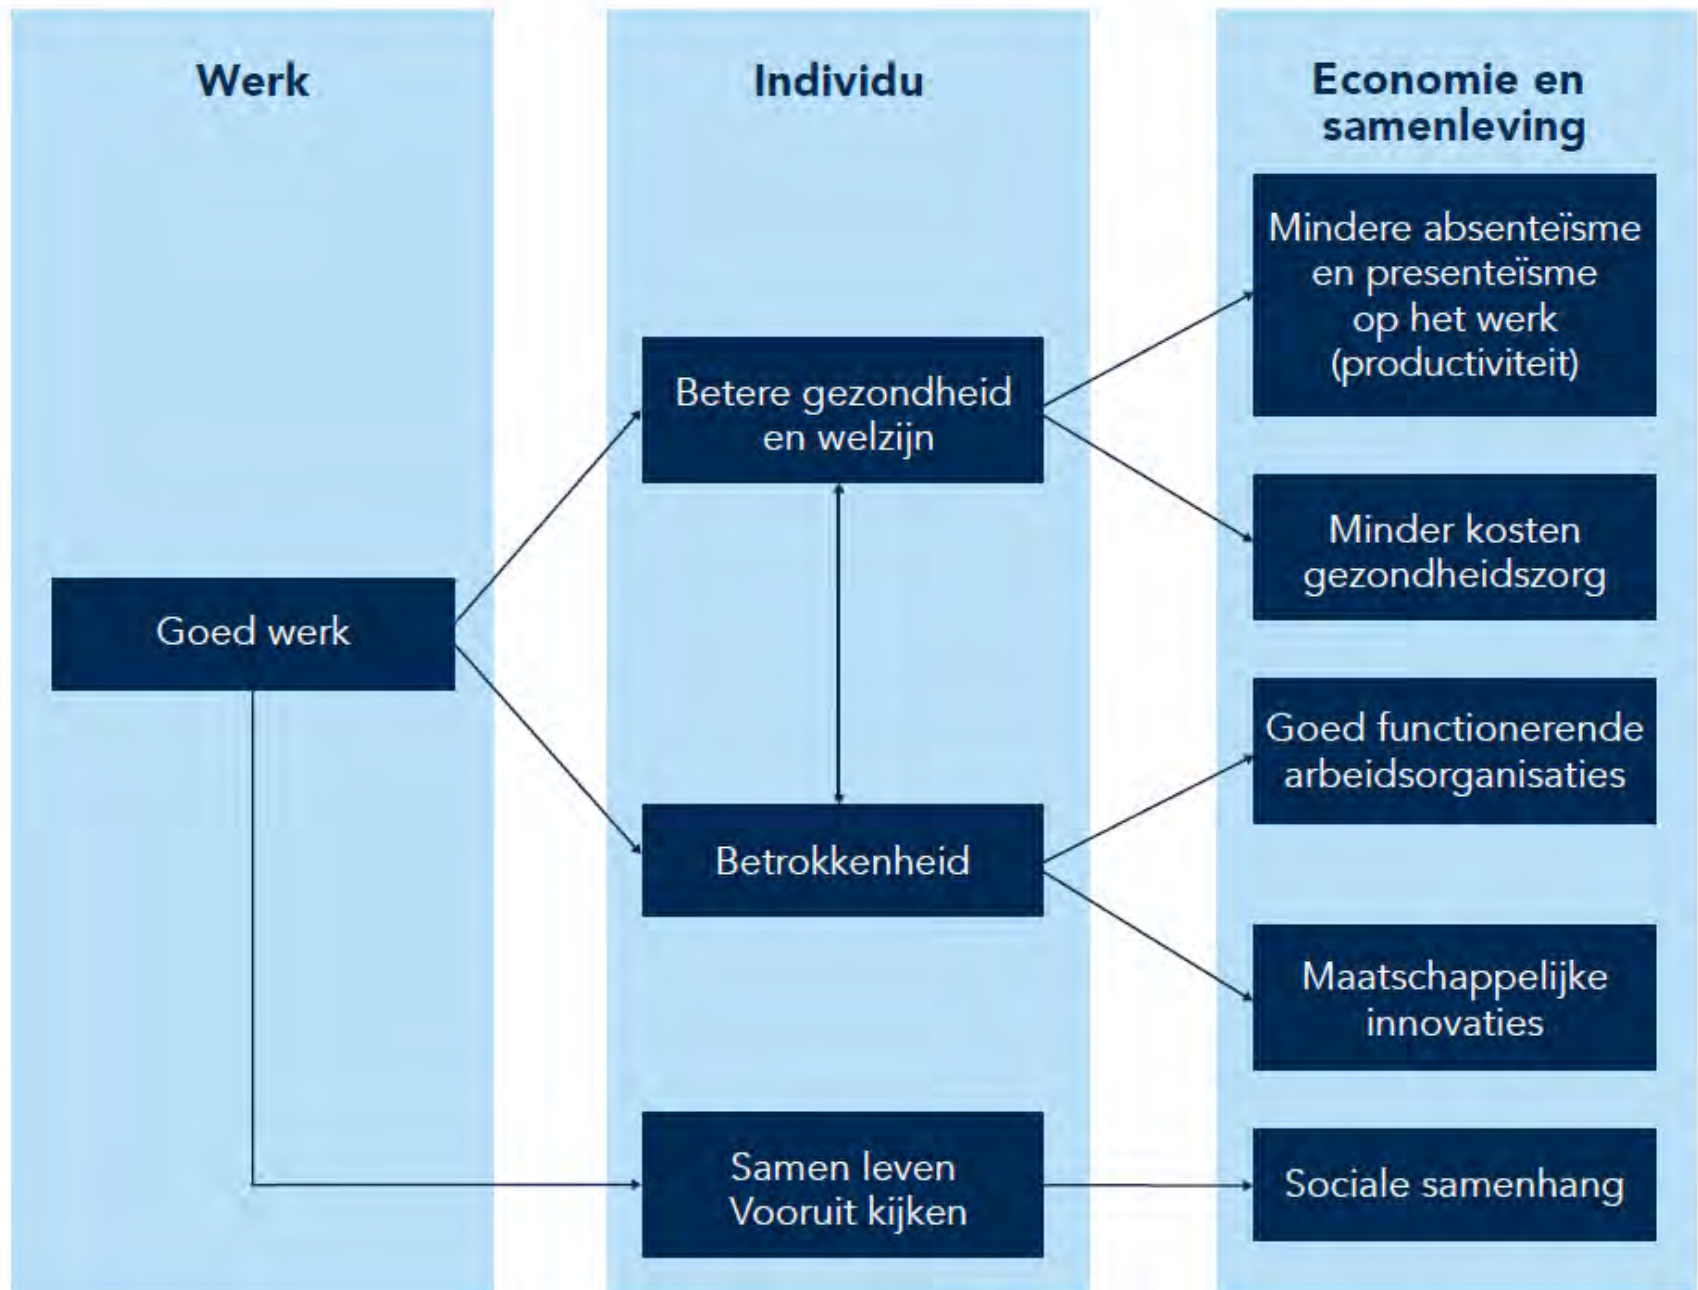 Werk
Individu
Economie en
samenleving
Goed werk
Betere gezondheid
en welzijn
Betrokkenheid
Samen leven
Vooruit kijken
Mindere absenteïsme
en presenteïsme
op het werk
(productiviteit)
Minder kosten
gezondheidszorg
Goed functionerende
arbeidsorganisaties
Maatschappelijke
innovaties
Sociale samenhang